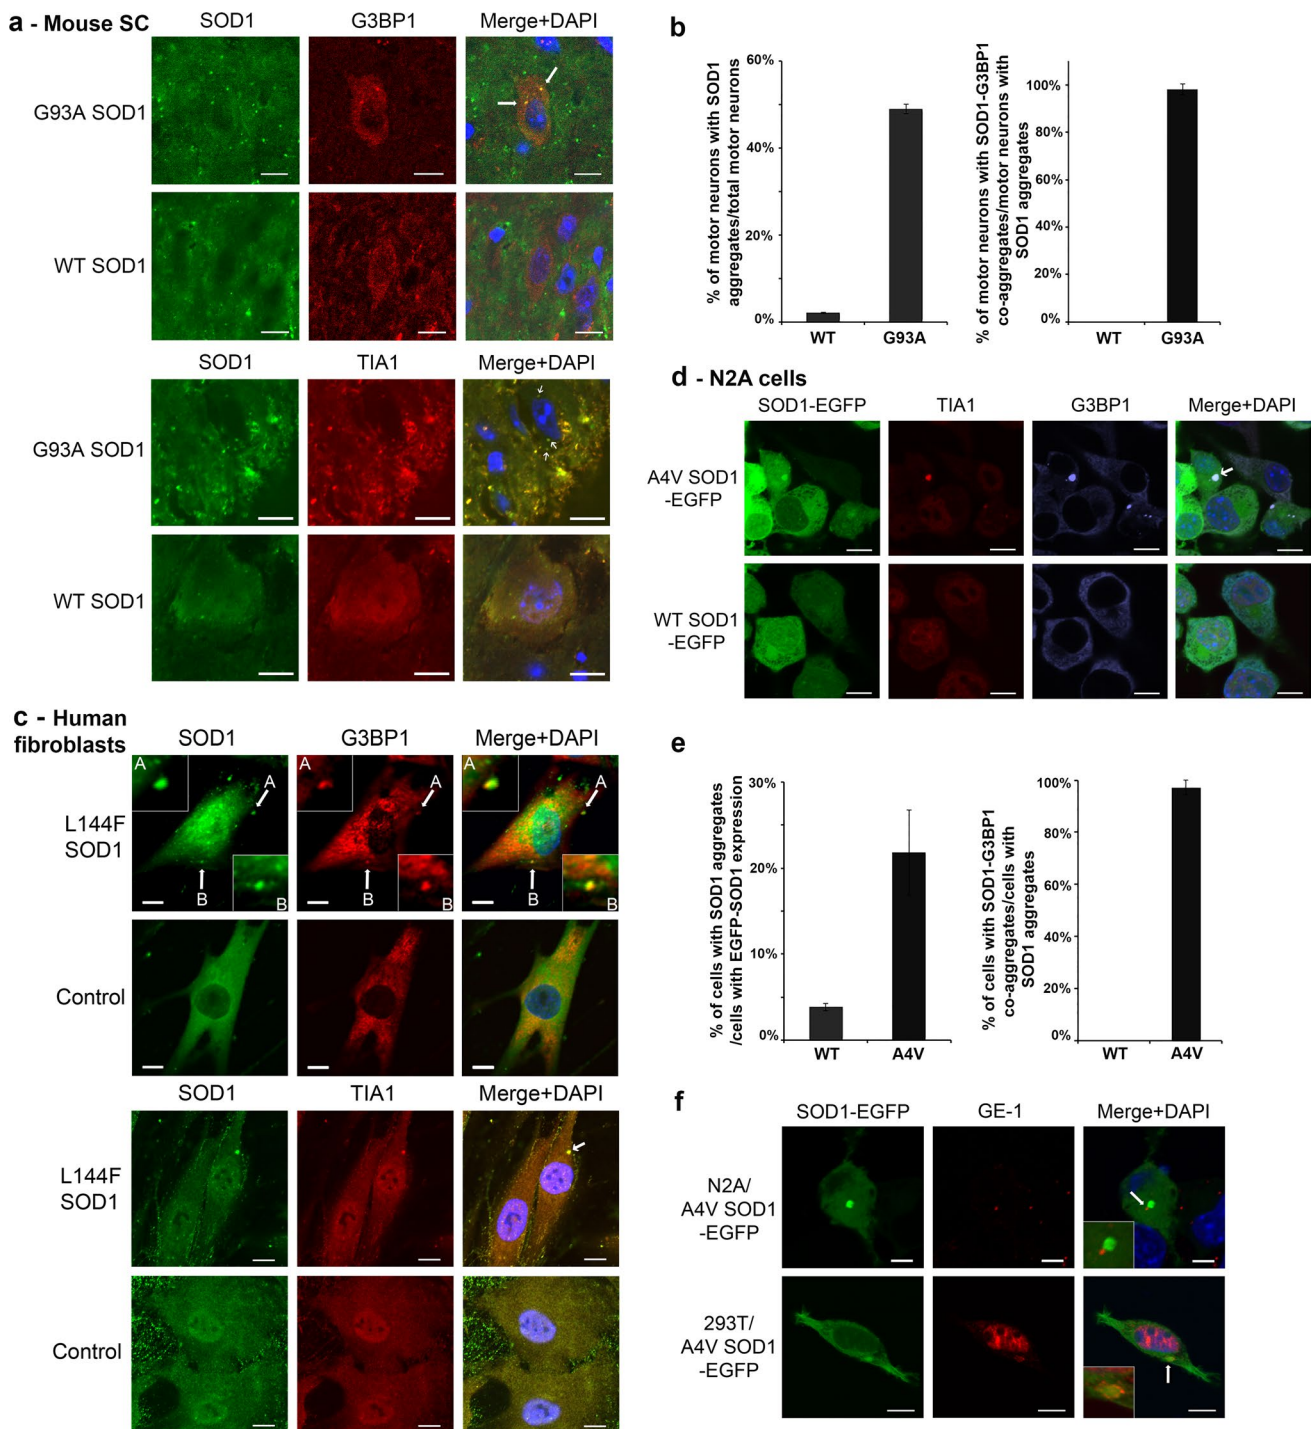 a - Mouse SC
SOD1 G3BP1 Merge+DAPI
G93A SOD1
WT SOD1
SOD1 TIA1 Merge+DAPI
G93A SOD1
WT SOD1
b
% of motor neurons with SOD1
aggregates/total motor neurons
60%
40%
20%
0%
WT G93A
% of motor neurons with SOD1-G3BP1
co-aggregates/motor neurons with
SOD1 aggregates
100%
80%
60%
40%
20%
0%
WT G93A
c - Human
fibroblasts
SOD1 G3BP1 Merge+DAPI
L144F
SOD1
A
A
B
B
A
A
B
B
A
A
B
B
Control
SOD1 TIA1 Merge+DAPI
L144F
SOD1
Control
d - N2A cells
SOD1-EGFP TIA1 G3BP1 Merge+DAPI
A4V SOD1
-EGFP
WT SOD1
-EGFP
e
% of cells with SOD1 aggregates
/cells with EGFP-SOD1 expression
30%
20%
10%
0%
WT A4V
% of cells with SOD1-G3BP1
co-aggregates/cells with
SOD1 aggregates
100%
80%
60%
40%
20%
0%
WT A4V
f
SOD1-EGFP GE-1 Merge+DAPI
N2A/
A4V SOD1
-EGFP
293T/
A4V SOD1
-EGFP